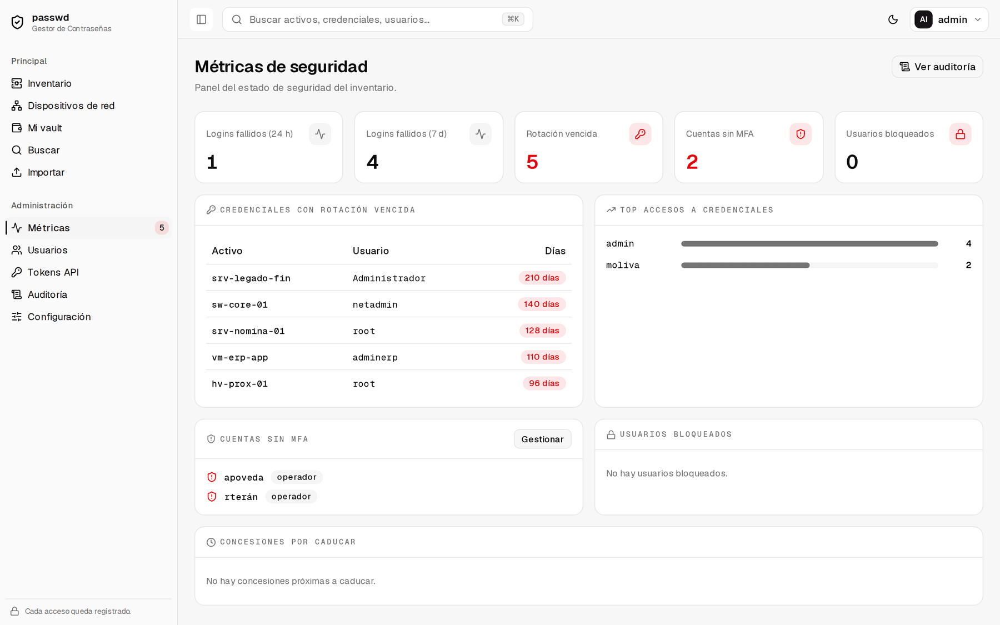 passwd
Gestor de Contraseñas
Principal
Inventario
Dispositivos de red
Mi vault
Buscar
Importar
Administración
Métricas 5
Usuarios
Tokens API
Auditoría
Configuración
Cada acceso queda registrado.
Buscar activos, credenciales, usuarios... ⌘K
AI admin
Métricas de seguridad
Ver auditoría
Panel del estado de seguridad del inventario.
Logins fallidos (24 h)
1
Logins fallidos (7 d)
4
Rotación vencida
5
Cuentas sin MFA
2
Usuarios bloqueados
0
CREDENCIALES CON ROTACIÓN VENCIDA
Activo Usuario Días
srv-legado-fin Administrador 210 días
sw-core-01 netadmin 140 días
srv-nomina-01 root 128 días
vm-erp-app adminerp 110 días
hv-prox-01 root 96 días
TOP ACCESOS A CREDENCIALES
admin 4
moliva 2
CUENTAS SIN MFA Gestionar
apoveda operador
rterán operador
USUARIOS BLOQUEADOS
No hay usuarios bloqueados.
CONCESIONES POR CADUCAR
No hay concesiones próximas a caducar.